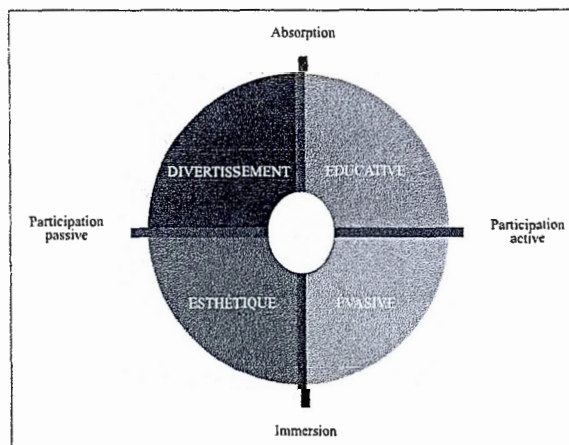 Absorption
DIVERTISSEMENT
EDUCATIVE
Participation
passive
Participation
active
ESTHÉTIQUE
EVASIVE
Immersion